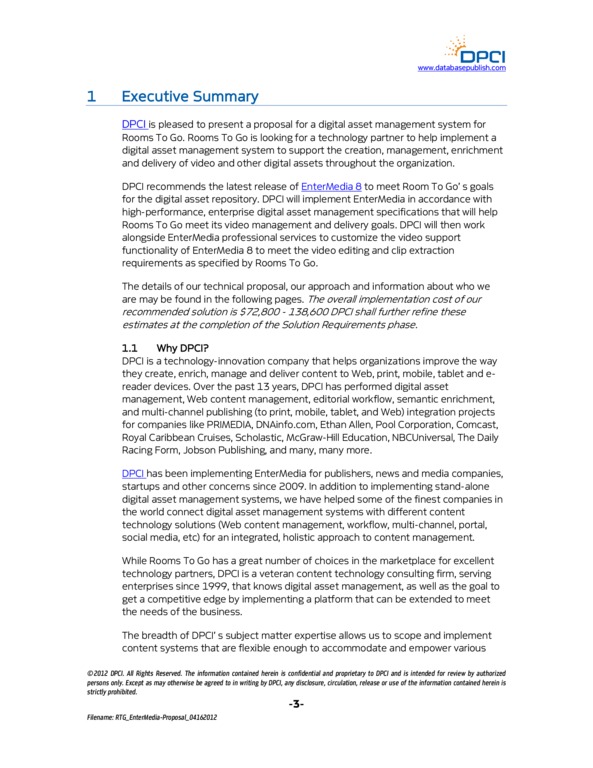 DPCI
www.databasepublish.com
1 Executive Summary
DPCI is pleased to present a proposal for a digital asset management system for
Rooms To Go. Rooms To Go is looking for a technology partner to help implement a
digital asset management system to support the creation, management, enrichment
and delivery of video and other digital assets throughout the organization.
DPCI recommends the latest release of EnterMedia 8 to meet Room To Go' s goals
for the digital asset repository. DPCI will implement EnterMedia in accordance with
high-performance, enterprise digital asset management specifications that will help
Rooms To Go meet its video management and delivery goals. DPCI will then work
alongside EnterMedia professional services to customize the video support
functionality of EnterMedia 8 to meet the video editing and clip extraction
requirements as specified by Rooms To Go.
The details of our technical proposal, our approach and information about who we
are may be found in the following pages. The overall implementation cost of our
recommended solution is $72,800 - 138,600 DPCI shall further refine these
estimates at the completion of the Solution Requirements phase.
1.1 Why DPCI?
DPCI is a technology-innovation company that helps organizations improve the way
they create, enrich, manage and deliver content to Web, print, mobile, tablet and e-
reader devices. Over the past 13 years, DPCI has performed digital asset
management, Web content management, editorial workflow, semantic enrichment,
and multi-channel publishing (to print, mobile, tablet, and Web) integration projects
for companies like PRIMEDIA, DNAinfo.com, Ethan Allen, Pool Corporation, Comcast,
Royal Caribbean Cruises, Scholastic, McGraw-Hill Education, NBCUniversal, The Daily
Racing Form, Jobson Publishing, and many, many more.
DPCI has been implementing EnterMedia for publishers, news and media companies,
startups and other concerns since 2009. In addition to implementing stand-alone
digital asset management systems, we have helped some of the finest companies in
the world connect digital asset management systems with different content
technology solutions (Web content management, workflow, multi-channel, portal,
social media, etc) for an integrated, holistic approach to content management.
While Rooms To Go has a great number of choices in the marketplace for excellent
technology partners, DPCI is a veteran content technology consulting firm, serving
enterprises since 1999, that knows digital asset management, as well as the goal to
get a competitive edge by implementing a platform that can be extended to meet
the needs of the business.
The breadth of DPCI' s subject matter expertise allows us to scope and implement
content systems that are flexible enough to accommodate and empower various
©2012 DPCI. All Rights Reserved. The information contained herein is confidential and proprietary to DPCI and is intended for review by authorized
persons only. Except as may otherwise be agreed to in writing by DPCI, any disclosure, circulation, release or use of the information contained herein is
strictly prohibited.
-3-
Filename: RTG_EnterMedia-Proposal_04162012